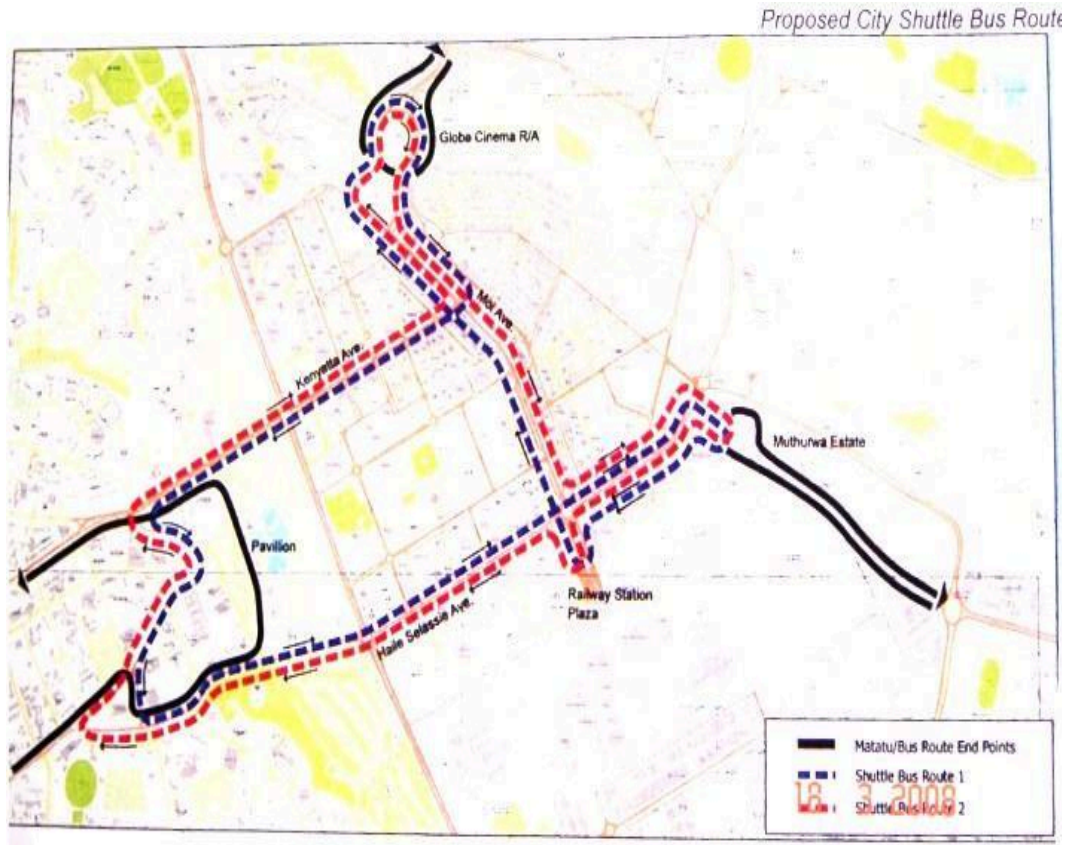 Proposed City Shuttle Bus Route
Globe Cinema R/A
Moi Ave.
Kenyatta Ave.
Muthurwa Estate
Pavilion
Railway Station
Plaza
Haile Selassie Ave.
Matatu/Bus Route End Points
Shuttle Bus Route 1
Shuttle Bus Route 2
18 3 2008